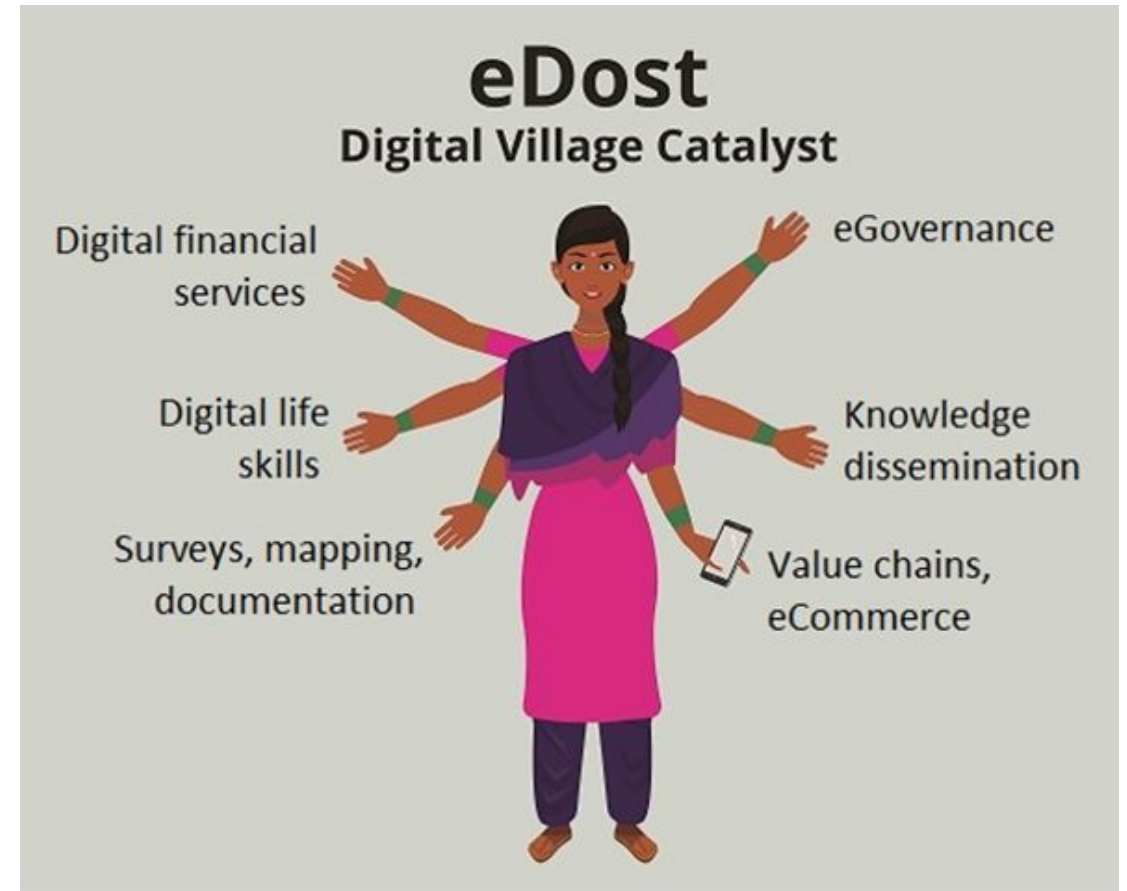 eDost
Digital Village Catalyst
Digital financial
services
eGovernance
Digital life
skills
Knowledge
dissemination
Surveys, mapping,
documentation
Value chains,
eCommerce